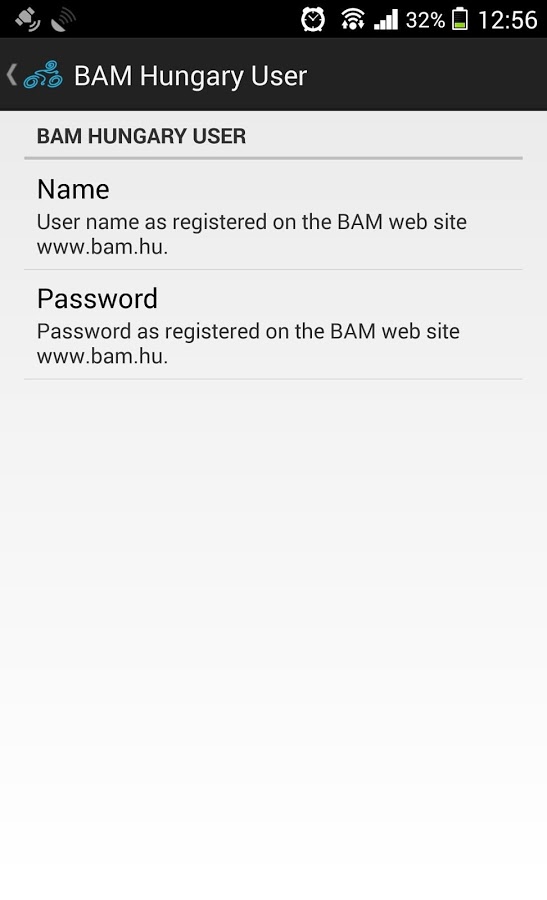 32% 12:56
BAM Hungary User
BAM HUNGARY USER
Name
User name as registered on the BAM web site
www.bam.hu.
Password
Password as registered on the BAM web site
www.bam.hu.